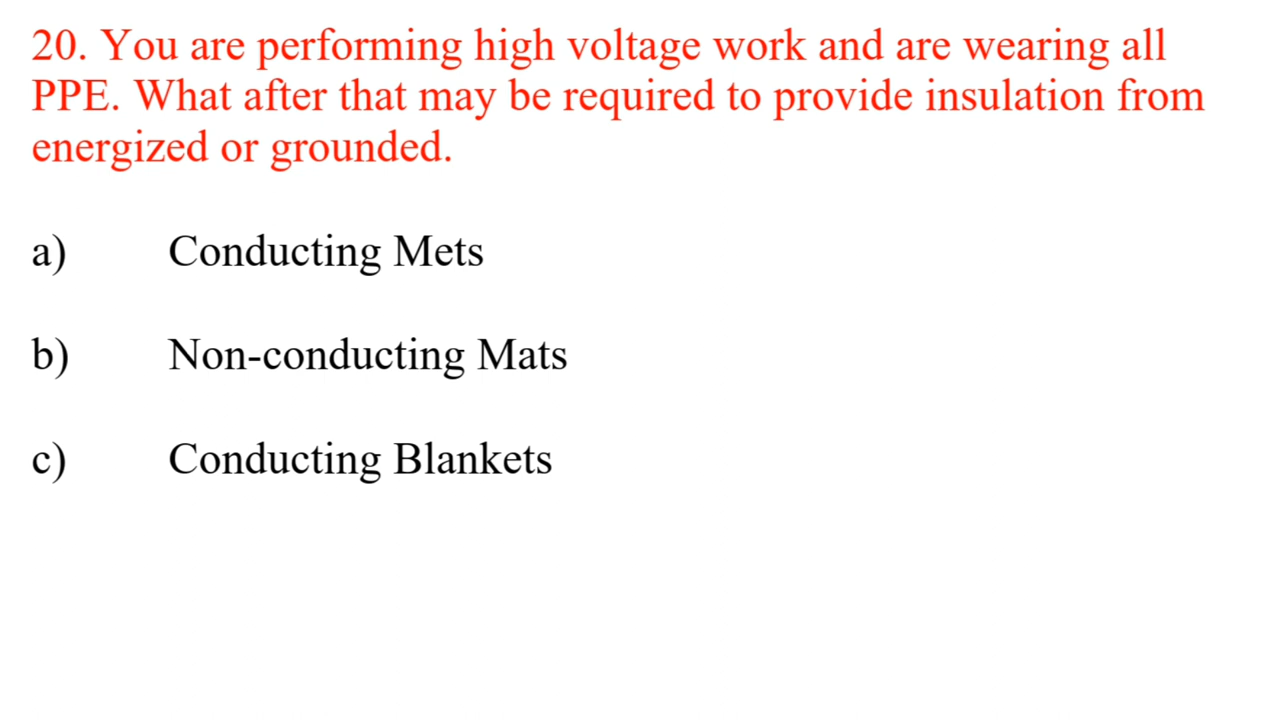 20. You are performing high voltage work and are wearing all
PPE. What after that may be required to provide insulation from
energized or grounded.
a) Conducting Mets
b) Non-conducting Mats
c) Conducting Blankets